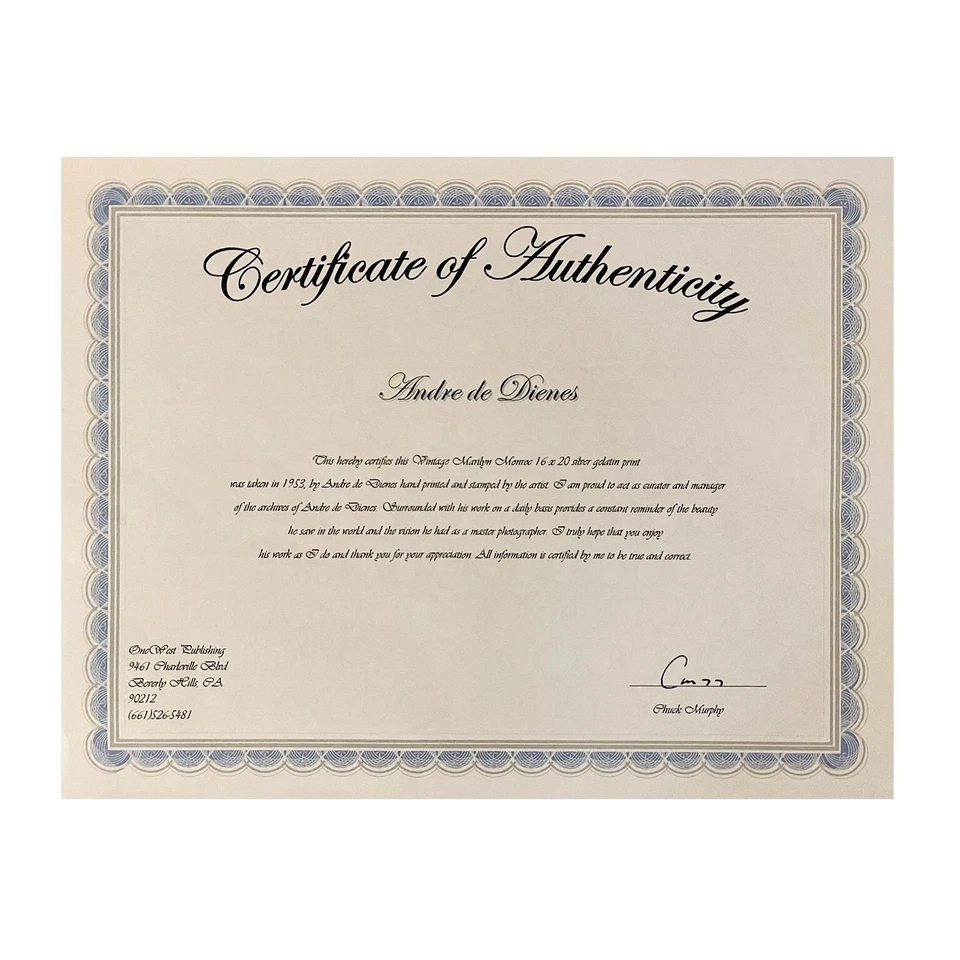 Certificate of Authenticity
Andre de Dienes
This hereby certifies this Vintage Marilyn Monroe 16 x 20 silver gelatin print
was taken in 1953, by Andre de Dienes hand printed and stamped by the artist. I am proud to act as curator and manager
of the archives of Andre de Dienes. Surrounded with his work on a daily basis provides a constant reminder of the beauty
he saw in the world and the vision he had as a master photographer. I truly hope that you enjoy
his work as I do and thank you for your appreciation. All information is certified by me to be true and correct.
OneWest Publishing
9461 Charleville Blvd
Beverly Hills, CA
90212
(661)526-5481
Chuck Murphy